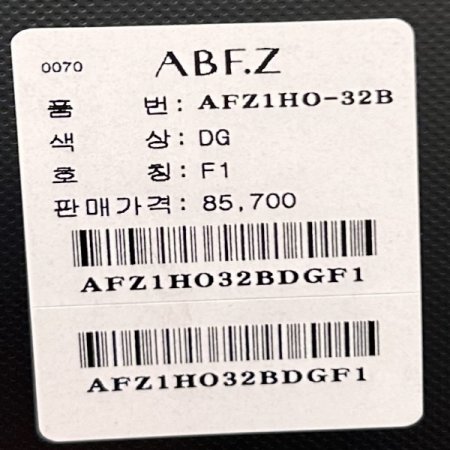 0070 ABF.Z
품 번: AFZ1HO-32B
색 상: DG
호 칭: F1
판매가격: 85,700
AFZ1HO32BDGF1
AFZ1HO32BDGF1